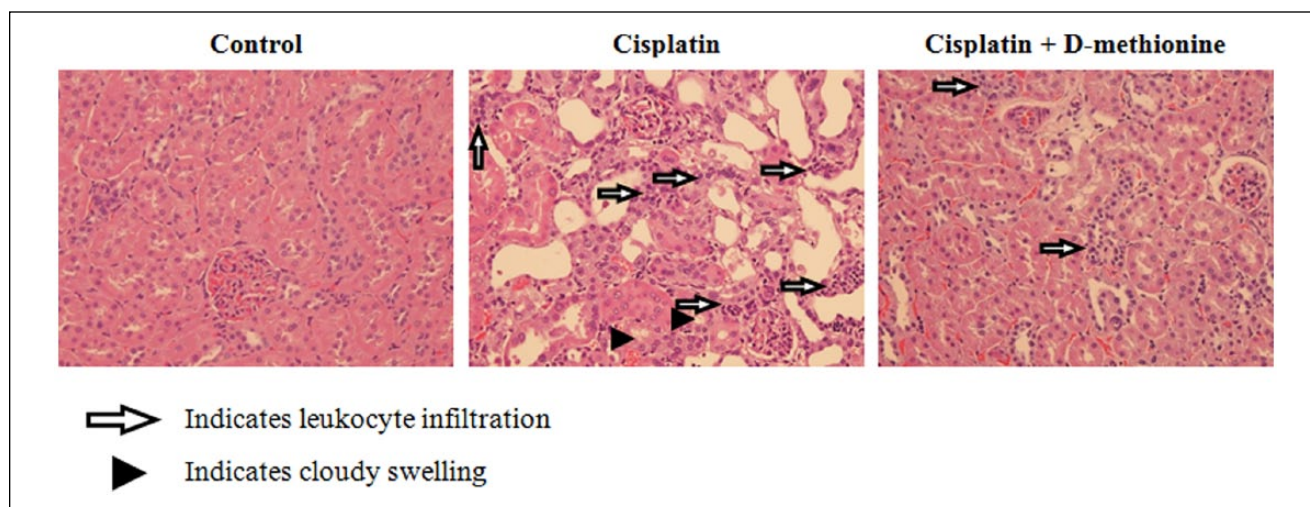 Control
Cisplatin
Cisplatin + D-methionine
Indicates leukocyte infiltration
Indicates cloudy swelling